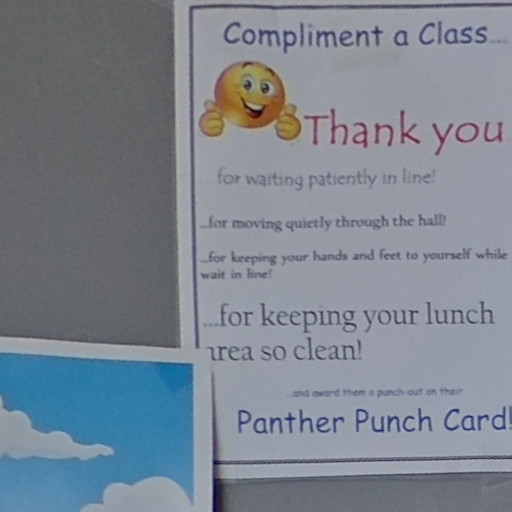 Compliment a Class...
Thank you
...for waiting patiently in line!
...for moving quietly through the hall!
...for keeping your hands and feet to yourself while
wait in line!
...for keeping your lunch
area so clean!
...and award them a punch-out on their
Panther Punch Card!